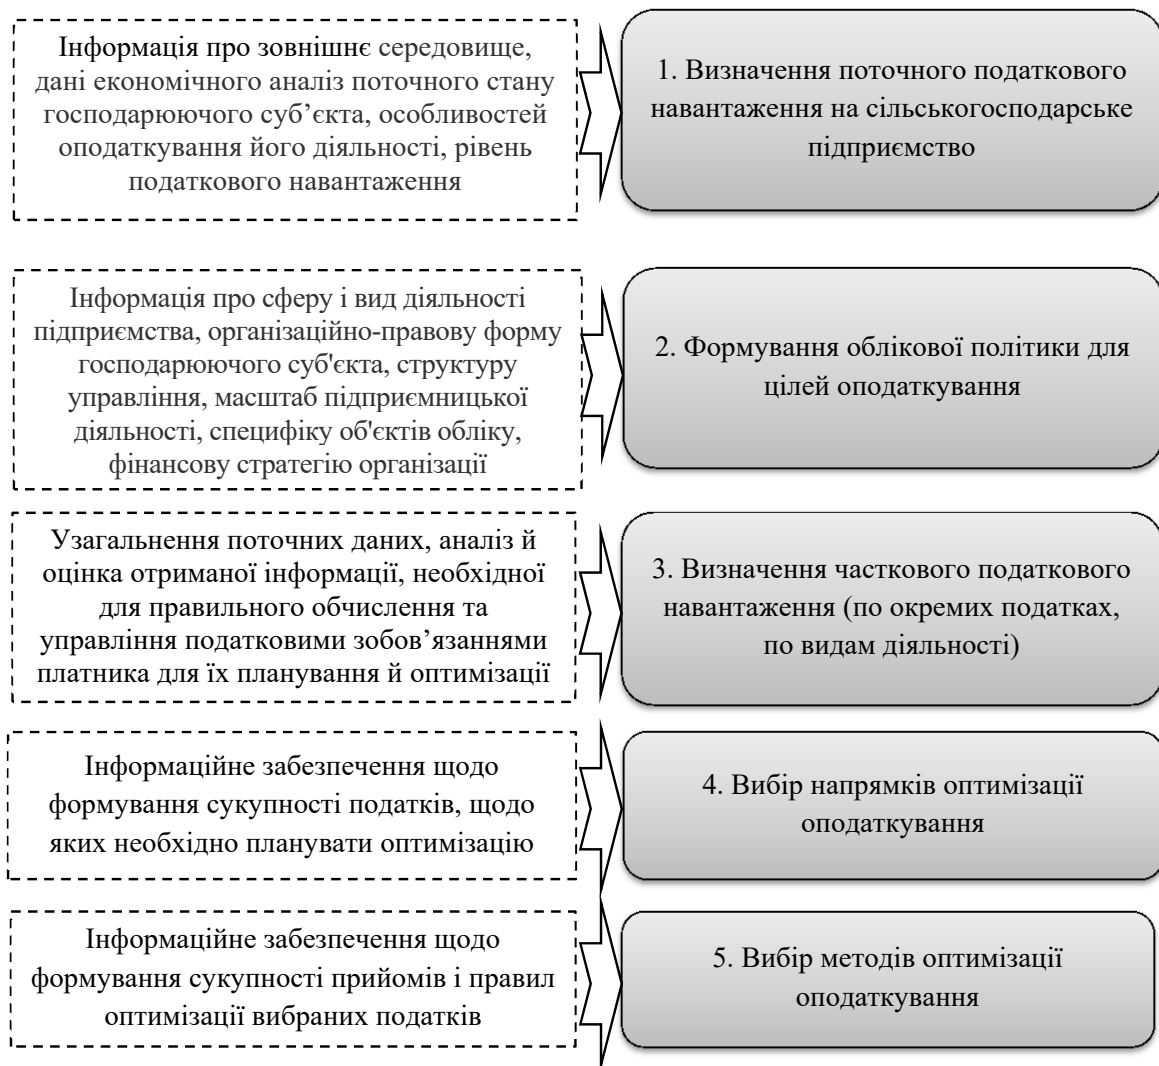 Інформація про зовнішнє середовище,
дані економічного аналіз поточного стану
господарюючого суб’єкта, особливостей
оподаткування його діяльності, рівень
податкового навантаження
1. Визначення поточного податкового
навантаження на сільськогосподарське
підприємство
Інформація про сферу і вид діяльності
підприємства, організаційно-правову форму
господарюючого суб'єкта, структуру
управління, масштаб підприємницької
діяльності, специфіку об'єктів обліку,
фінансову стратегію організації
2. Формування облікової політики для
цілей оподаткування
Узагальнення поточних даних, аналіз й
оцінка отриманої інформації, необхідної
для правильного обчислення та
управління податковими зобов’язаннями
платника для їх планування й оптимізації
3. Визначення часткового податкового
навантаження (по окремих податках,
по видам діяльності)
Інформаційне забезпечення щодо
формування сукупності податків, щодо
яких необхідно планувати оптимізацію
4. Вибір напрямків оптимізації
оподаткування
Інформаційне забезпечення щодо
формування сукупності прийомів і правил
оптимізації вибраних податків
5. Вибір методів оптимізації
оподаткування